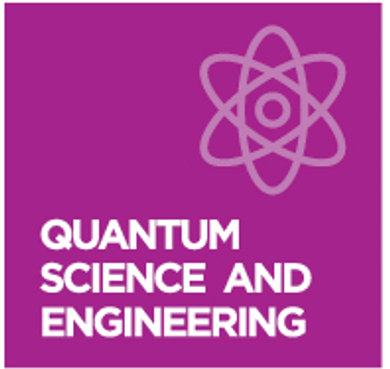 QUANTUM
SCIENCE AND
ENGINEERING